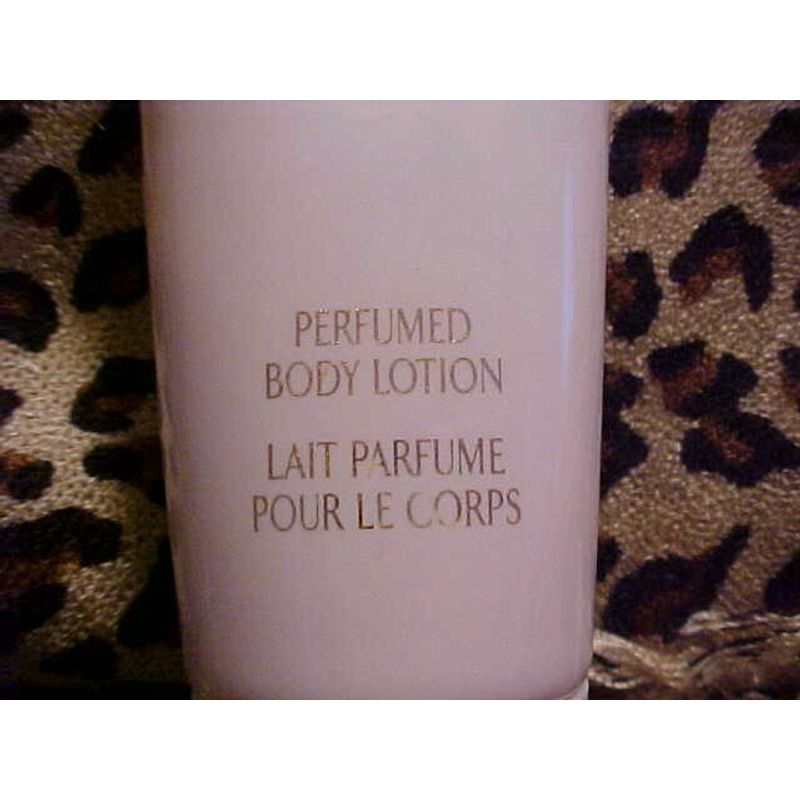 PERFUMED
BODY LOTION
LAIT PARFUME
POUR LE CORPS